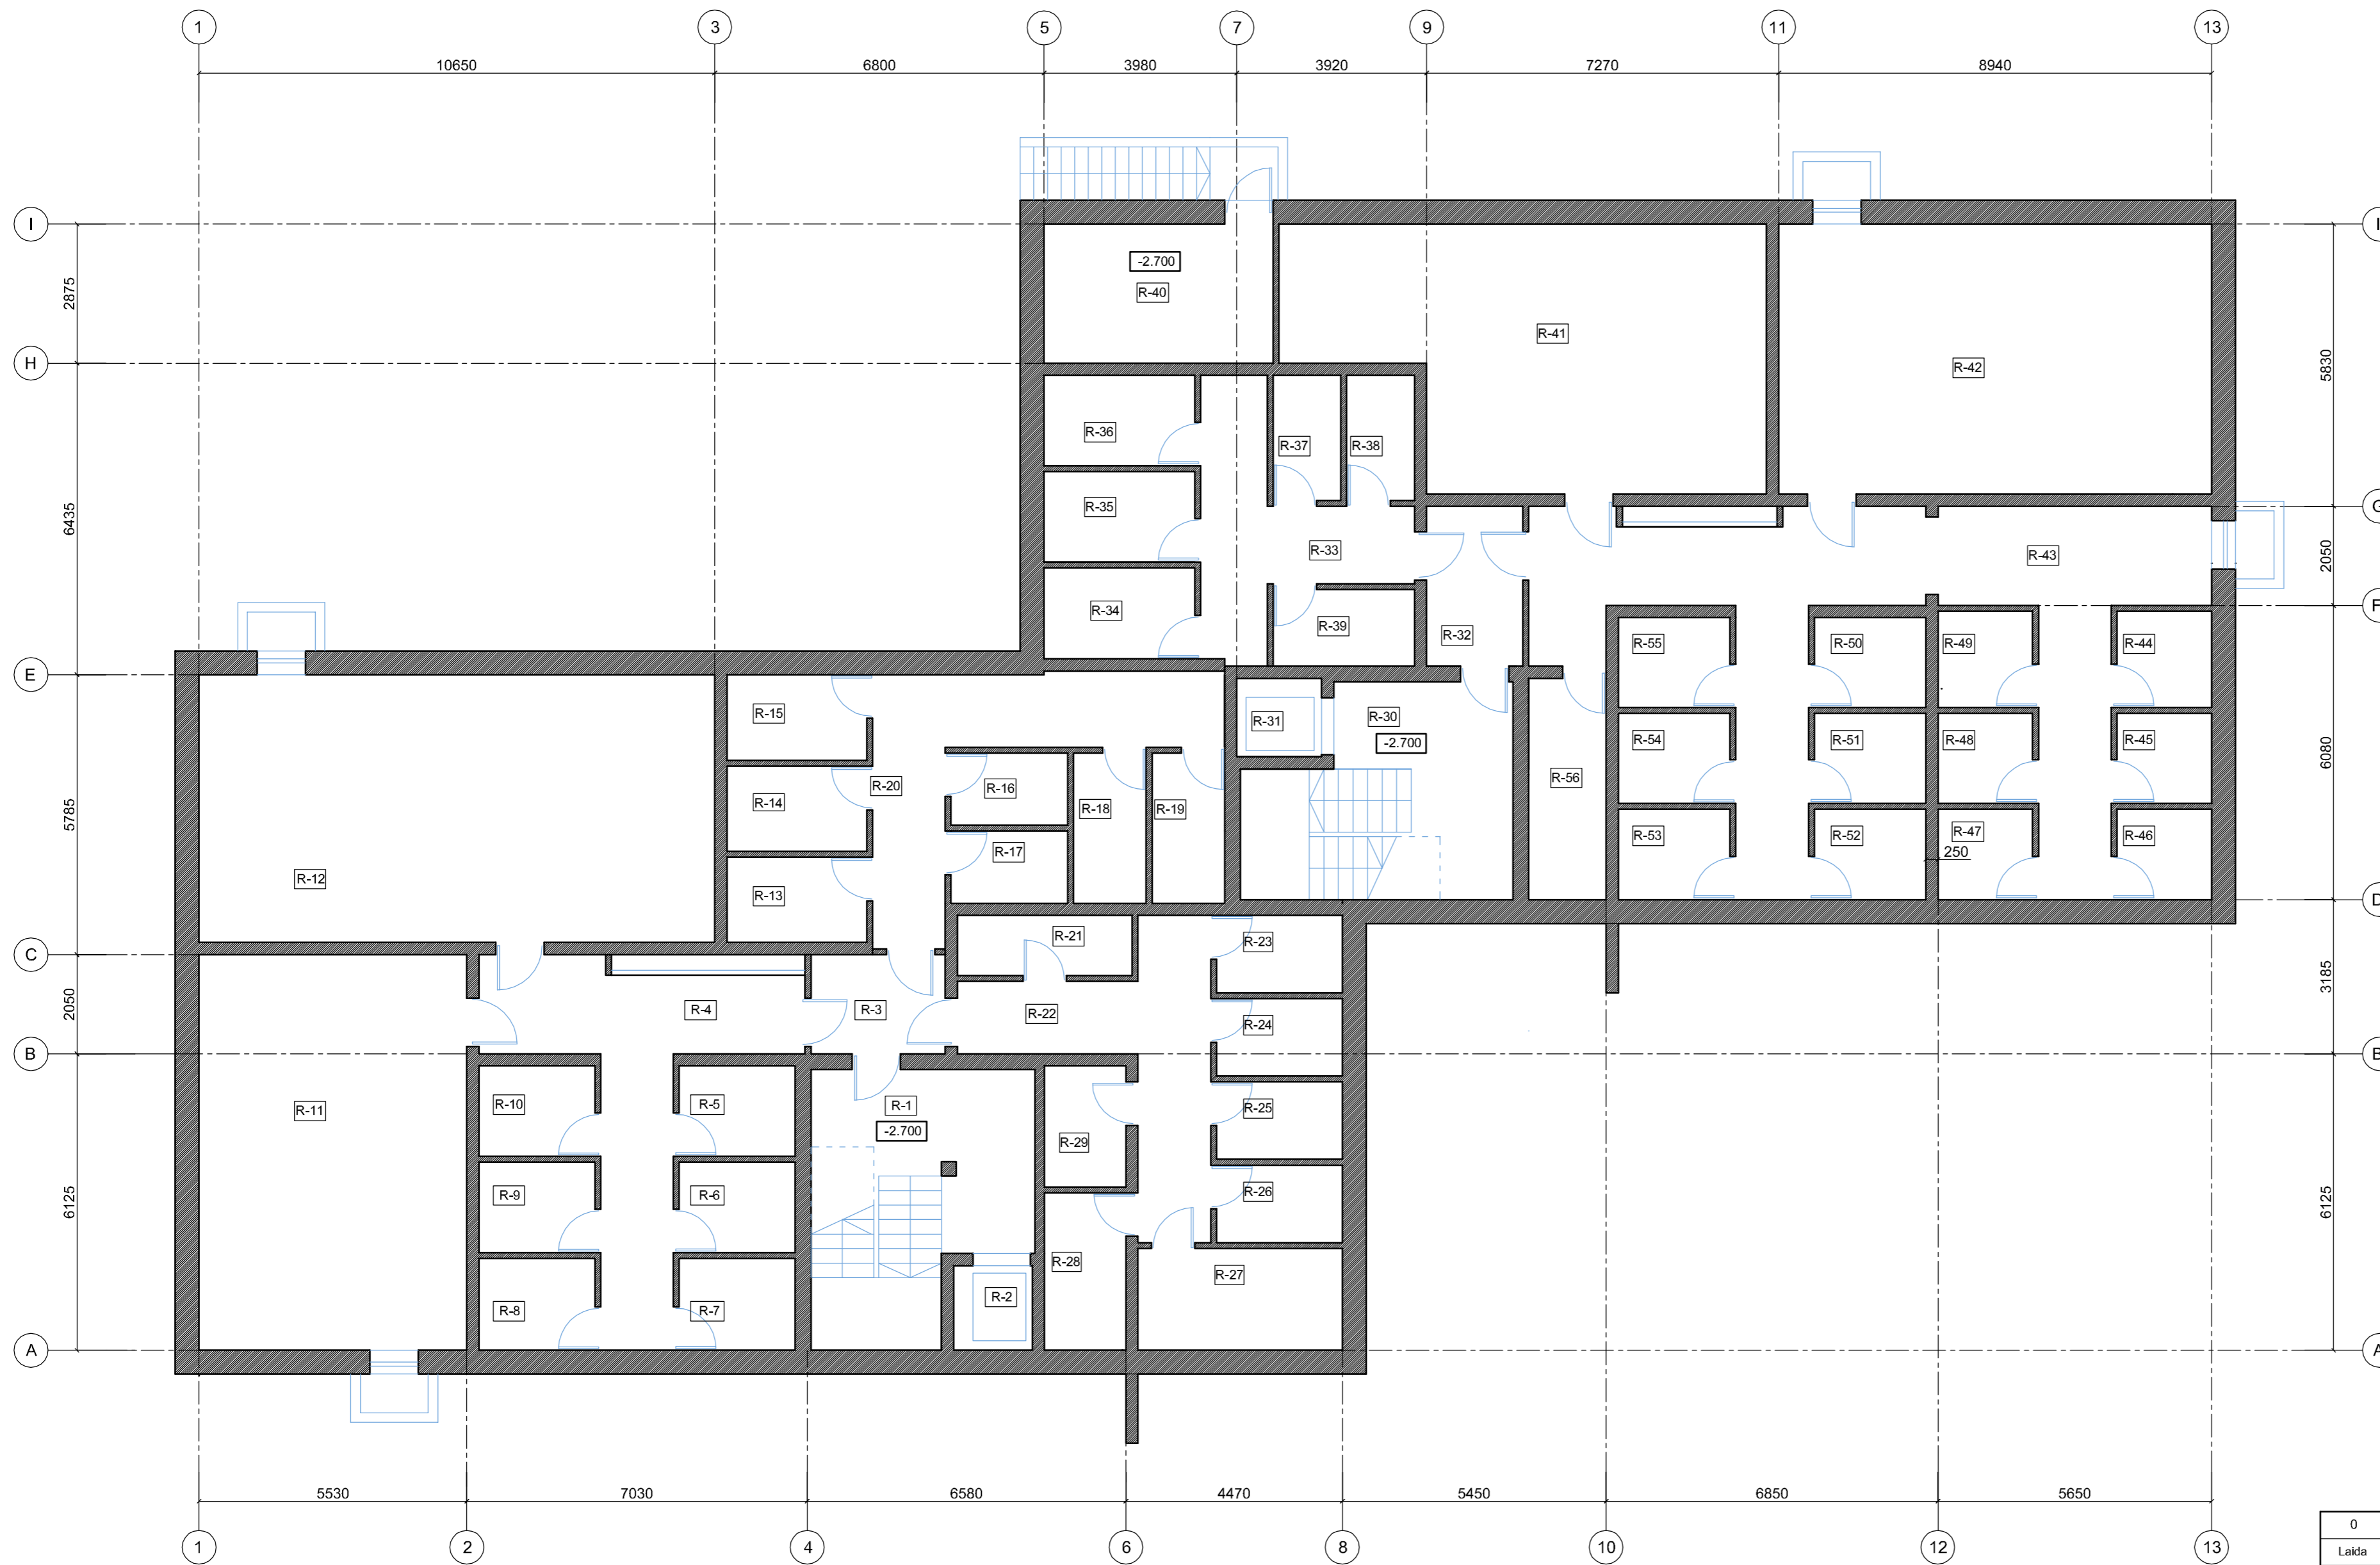 1 3 5 7 9 11 13
10650 6800 3980 3920 7270 8940
I I
-2.700
R-40
2875
R-41
5830
H
R-42
R-36 R-37 R-38
R-35
G
6435
R-33 R-43
2050
R-34 R-39 R-32
F
R-55 R-50 R-49 R-44
E
R-15 R-31 R-30
-2.700
R-54 R-51 R-48 R-45
6080
R-20 R-16
R-56
5785
R-14 R-18 R-19
R-53 R-52 R-47 R-46
R-17
250
R-12
R-13
D
R-21 R-23
C
3185
2050
R-4 R-3 R-22 R-24
B B
R-11 R-10 R-5 R-1 R-25
-2.700
R-29
R-9 R-6 R-26
6125 6125
R-28 R-27
R-2
R-8 R-7
A A
5530 7030 6580 4470 5450 6850 5650
1 2 4 6 8 10 12 13
0
Laida